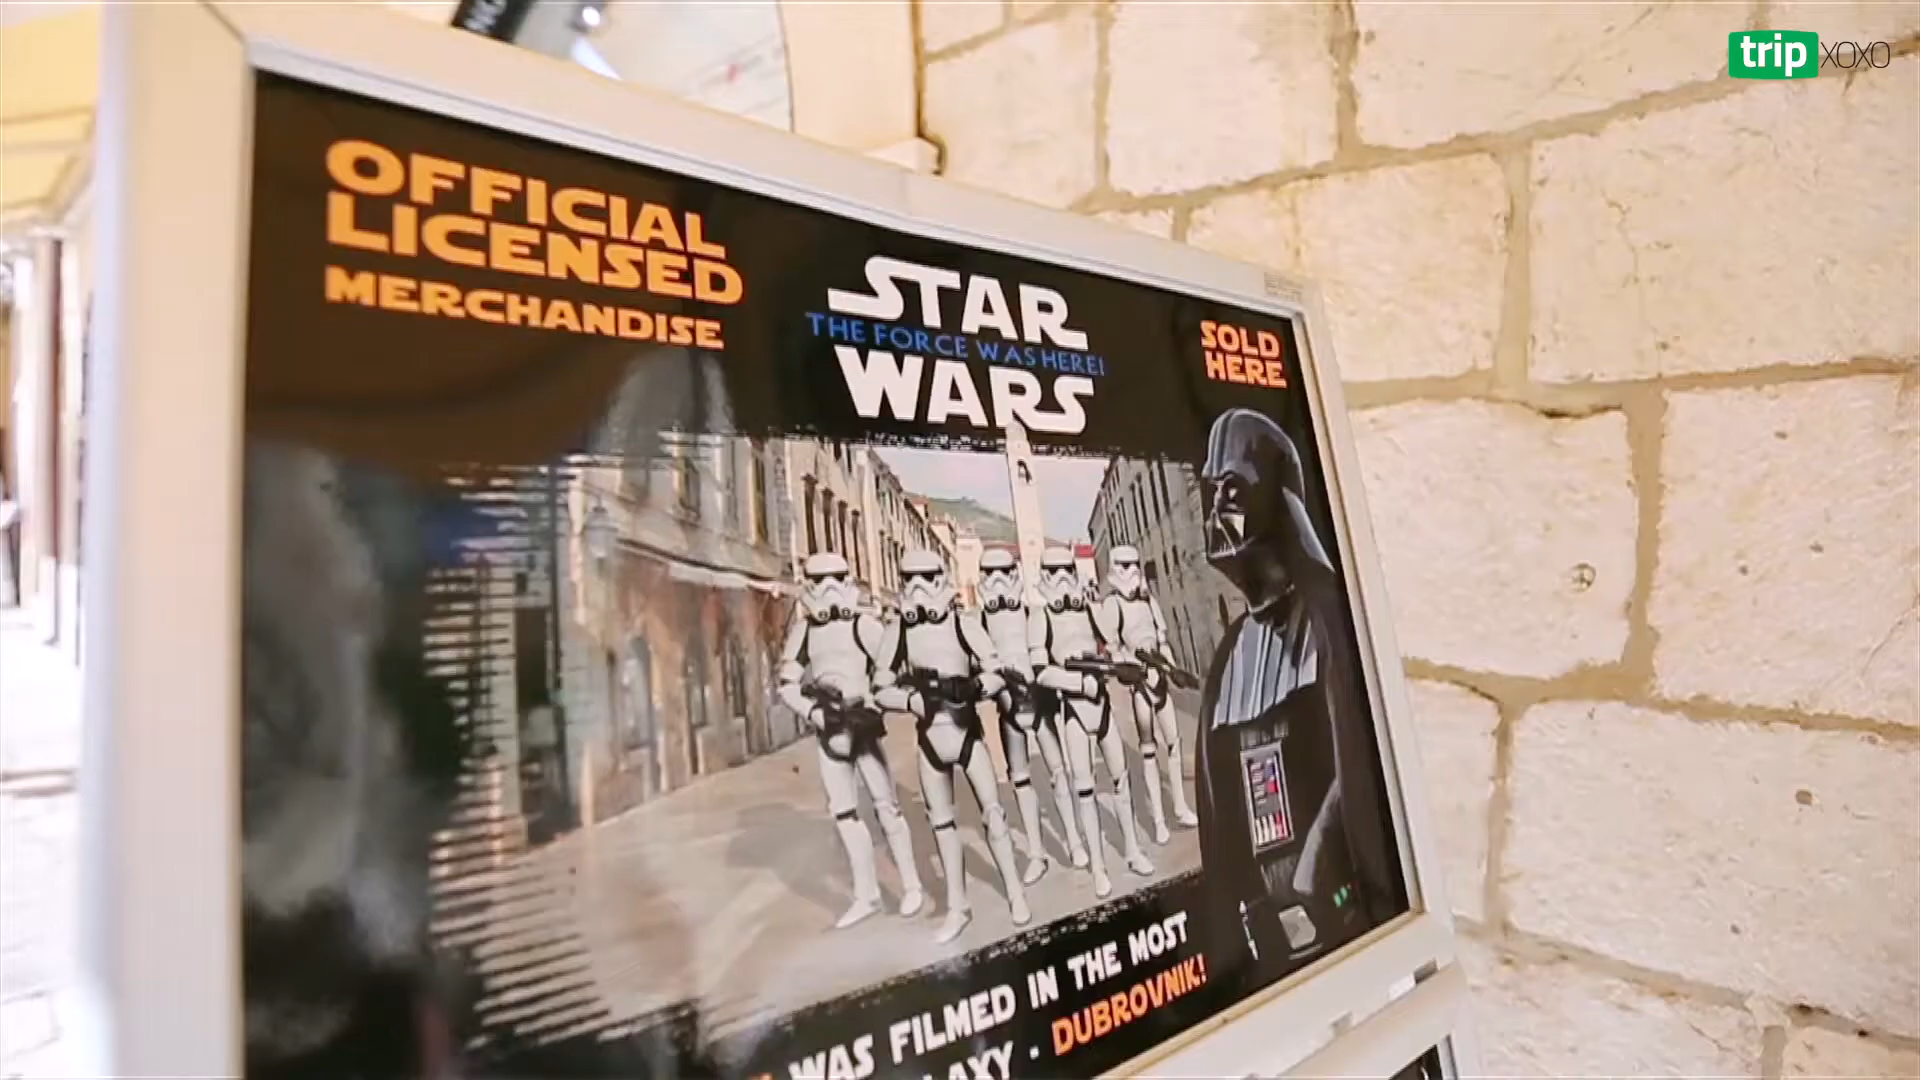 trip XOXO
OFFICIAL
LICENSED
MERCHANDISE
STAR
THE FORCE WAS HERE!
WARS
SOLD
HERE
WAS FILMED IN THE MOST
DUBROVNIK!